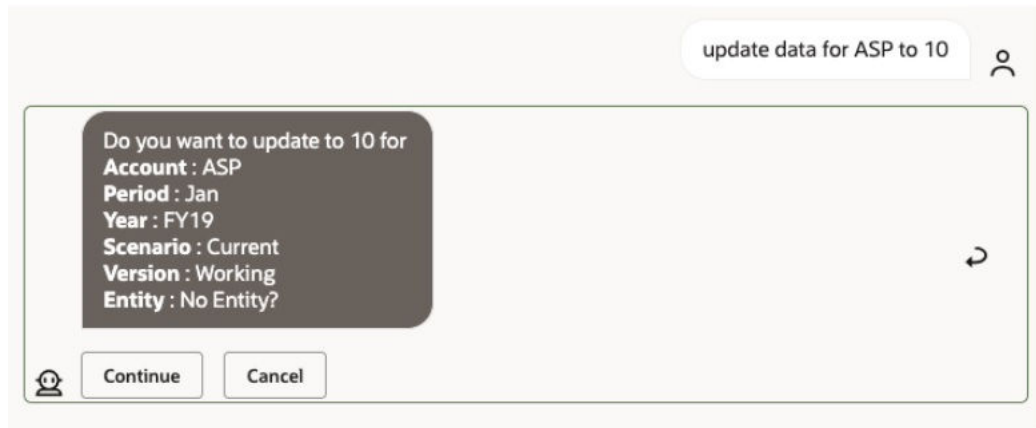 update data for ASP to 10
Do you want to update to 10 for
Account : ASP
Period : Jan
Year : FY19
Scenario : Current
Version : Working
Entity : No Entity?
Continue
Cancel